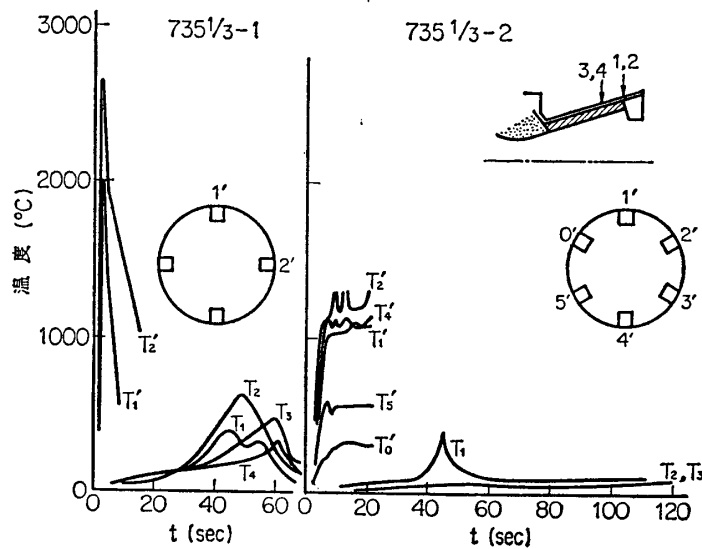 3000
2000
1000
0
温度 (°C)
735 1/3-1
1'
2'
T₂'
T₁'
T₂
T₃
T₁
T₄
0 20 40 60
t (sec)
735 1/3-2
3,4 1,2
1'
0' 2'
5' 3'
4'
T₂'
T₄'
T₁'
T₅'
T₀'
T₁
T₂,T₃
20 40 60 80 100 120
t (sec)